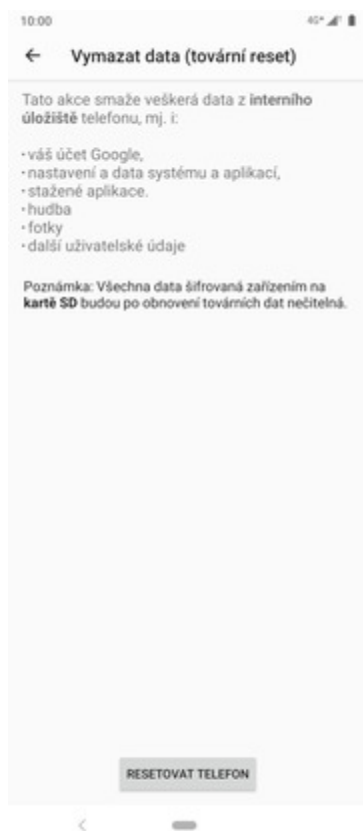 10:00 4G+
Vymazat data (tovární reset)
Tato akce smaže veškerá data z interního
úložiště telefonu, mj. i:
• váš účet Google,
• nastavení a data systému a aplikací,
• stažené aplikace.
• hudba
• fotky
• další uživatelské údaje
Poznámka: Všechna data šifrovaná zařízením na
kartě SD budou po obnovení továrních dat nečitelná.
RESETOVAT TELEFON